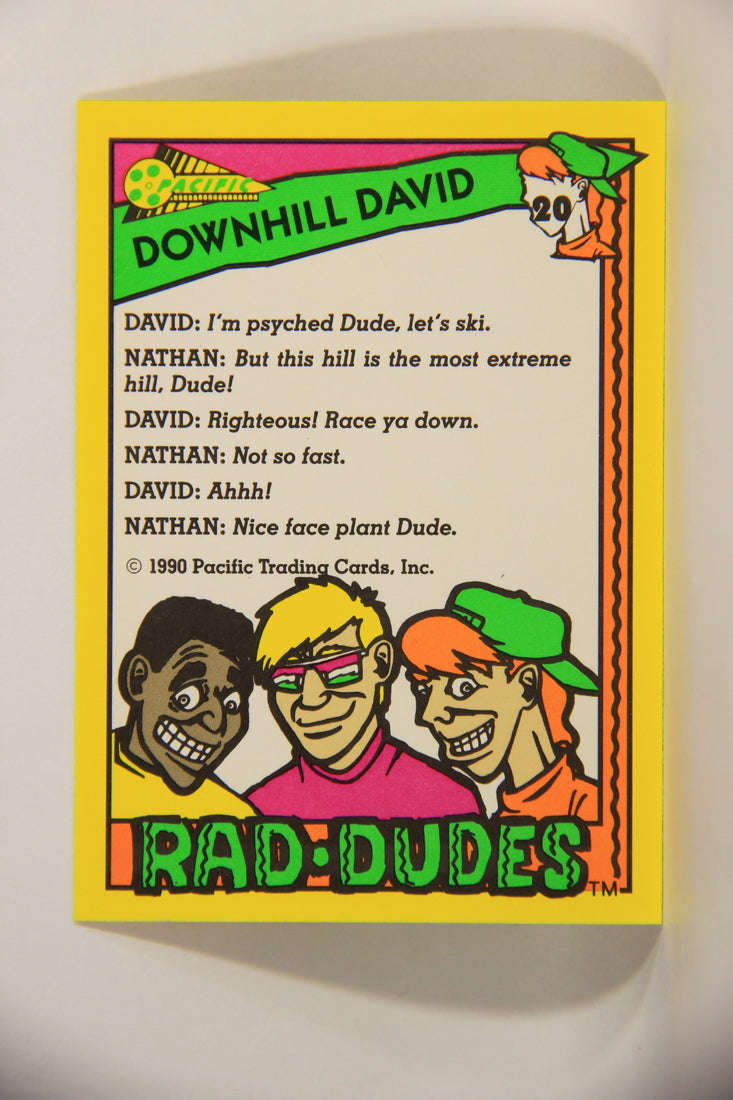 PACIFIC
DOWNHILL DAVID
20
DAVID: I'm psyched Dude, let's ski.
NATHAN: But this hill is the most extreme
hill, Dude!
DAVID: Righteous! Race ya down.
NATHAN: Not so fast.
DAVID: Ahhh!
NATHAN: Nice face plant Dude.
© 1990 Pacific Trading Cards, Inc.
RAD•DUDES TM